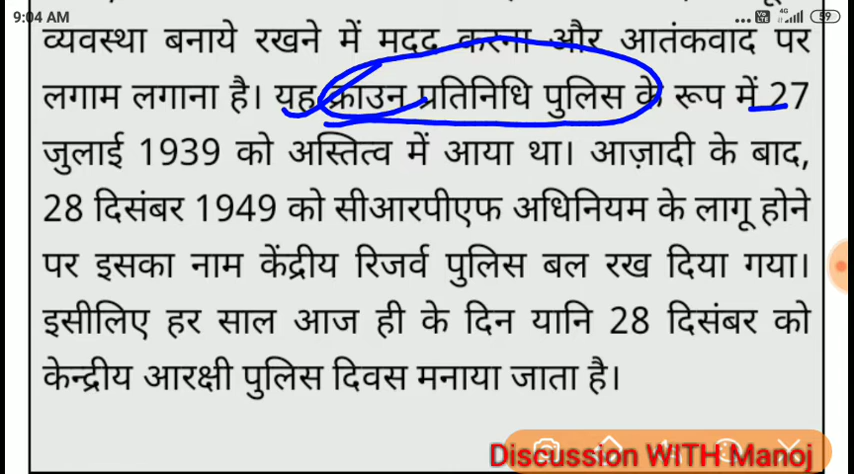 9:04 AM
4G
59
व्यवस्था बनाये रखने में मदद करना और आतंकवाद पर
लगाम लगाना है। यह क्राउन प्रतिनिधि पुलिस के रूप में 27
जुलाई 1939 को अस्तित्व में आया था। आज़ादी के बाद,
28 दिसंबर 1949 को सीआरपीएफ अधिनियम के लागू होने
पर इसका नाम केंद्रीय रिजर्व पुलिस बल रख दिया गया।
इसीलिए हर साल आज ही के दिन यानि 28 दिसंबर को
केन्द्रीय आरक्षी पुलिस दिवस मनाया जाता है।
Discussion WiTH Manoj